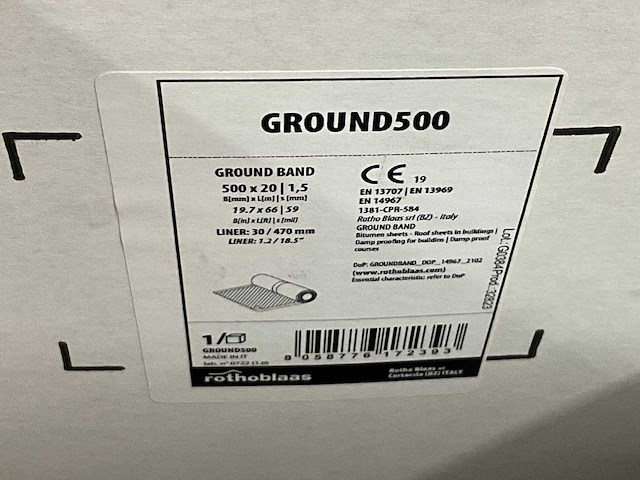 GROUND500
GROUND BAND
500 x 20 | 1,5
B[mm] x L[m] | s [mm]
19.7 x 66 | 59
B[in] x L[ft] | s [mil]
LINER: 30 / 470 mm
LINER: 1.2 / 18.5"
CE 19
EN 13707 | EN 13969
EN 14967
1381-CPR-584
Rotho Blaas srl (BZ) - Italy
GROUND BAND
Bitumen sheets - Roof sheets in buildings |
Damp proofing for buildins | Damp proof
courses
DoP: GROUNDBAND_DOP_14967_2102
(www.rothoblaas.com)
Essential characteristic: refer to DoP
Prod.
1/
GROUND500
MADE IN IT
8 058776 172393
rothoblaas
Rotho Blaas srl
Cortaccia (BZ) ITALY